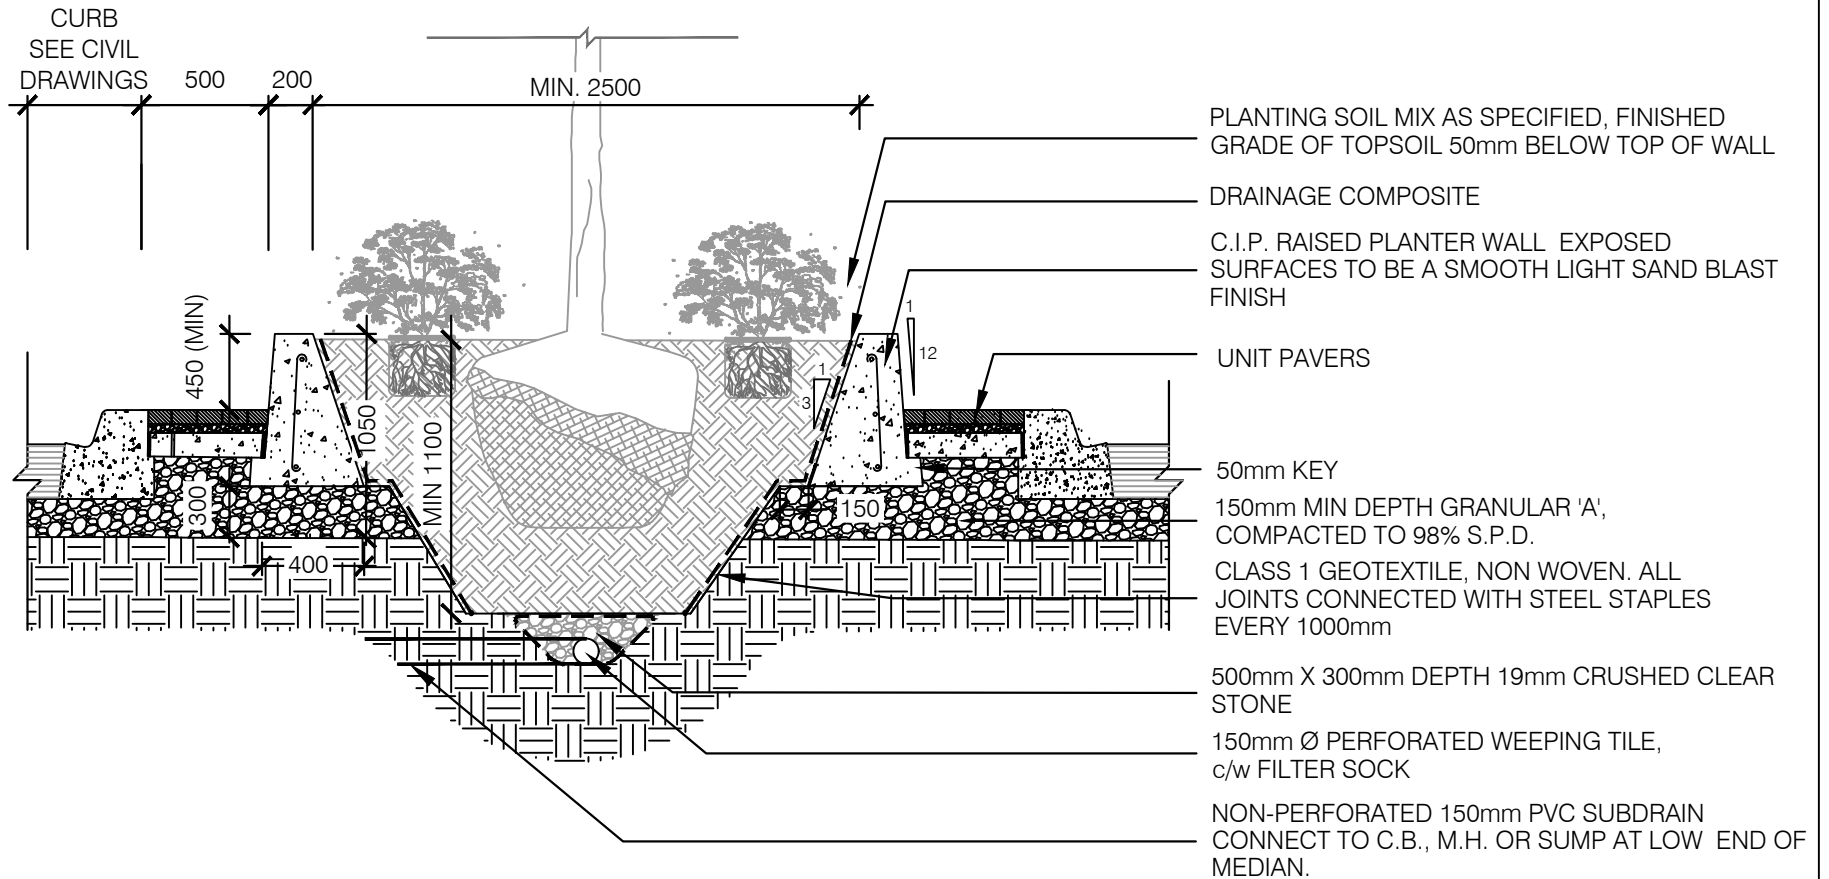 CURB
SEE CIVIL
DRAWINGS
500
200
MIN. 2500
PLANTING SOIL MIX AS SPECIFIED, FINISHED
GRADE OF TOPSOIL 50mm BELOW TOP OF WALL
DRAINAGE COMPOSITE
C.I.P. RAISED PLANTER WALL  EXPOSED
SURFACES TO BE A SMOOTH LIGHT SAND BLAST
FINISH
450 (MIN)
1
12
UNIT PAVERS
1
3
1050
MIN 1100
50mm KEY
300
150
150mm MIN DEPTH GRANULAR 'A',
COMPACTED TO 98% S.P.D.
400
CLASS 1 GEOTEXTILE, NON WOVEN. ALL
JOINTS CONNECTED WITH STEEL STAPLES
EVERY 1000mm
500mm X 300mm DEPTH 19mm CRUSHED CLEAR
STONE
150mm Ø PERFORATED WEEPING TILE,
c/w FILTER SOCK
NON-PERFORATED 150mm PVC SUBDRAIN
CONNECT TO C.B., M.H. OR SUMP AT LOW  END OF
MEDIAN.